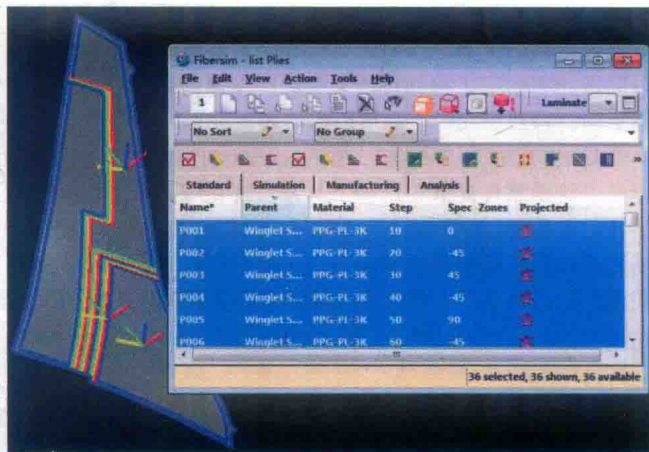 Fibersim - list Plies
File Edit View Action Tools Help
1 Laminate
No Sort No Group
Standard Simulation Manufacturing Analysis
Name* Parent Material Step Spec Zones Projected
P001 Winglet S... PPG-PL-3K 10 0
P002 Winglet S... PPG-PL-3K 20 -45
P003 Winglet S... PPG-PL-3K 30 45
P004 Winglet S... PPG-PL-3K 40 -45
P005 Winglet S... PPG-PL-3K 50 90
P006 Winglet S... PPG-PL-3K 60 -45
36 selected, 36 shown, 36 available